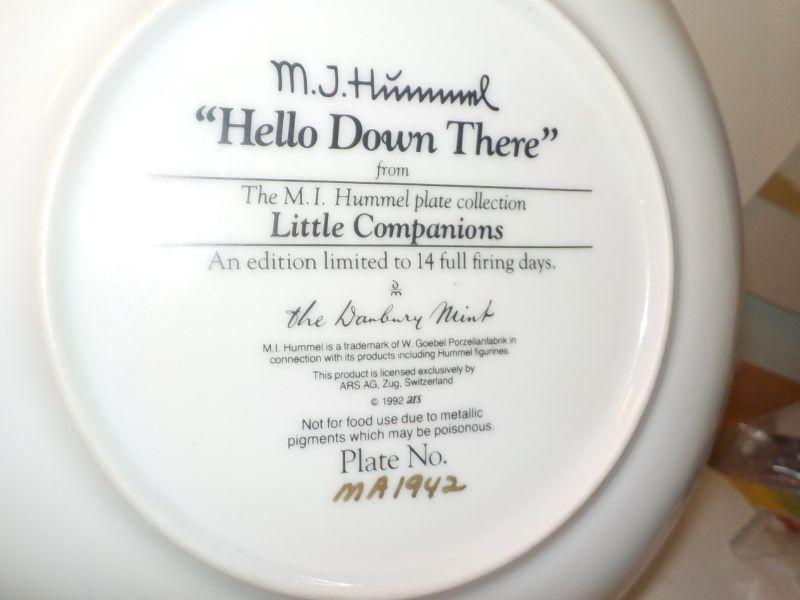 M.J.Hummel
"Hello Down There"
from
The M.I. Hummel plate collection
Little Companions
An edition limited to 14 full firing days.
the Danbury Mint
M.I. Hummel is a trademark of W. Goebel Porzellanfabrik in
connection with its products including Hummel figurines.
This product is licensed exclusively by
ARS AG, Zug, Switzerland
© 1992 ars
Not for food use due to metallic
pigments which may be poisonous.
Plate No.
MA1942